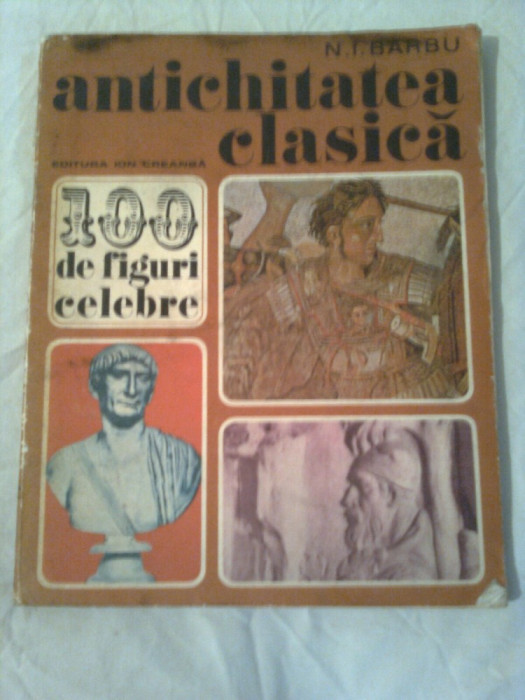 N.I. BARBU
antichitatea
clasică
EDITURA ION CREANGĂ
100
de figuri
celebre